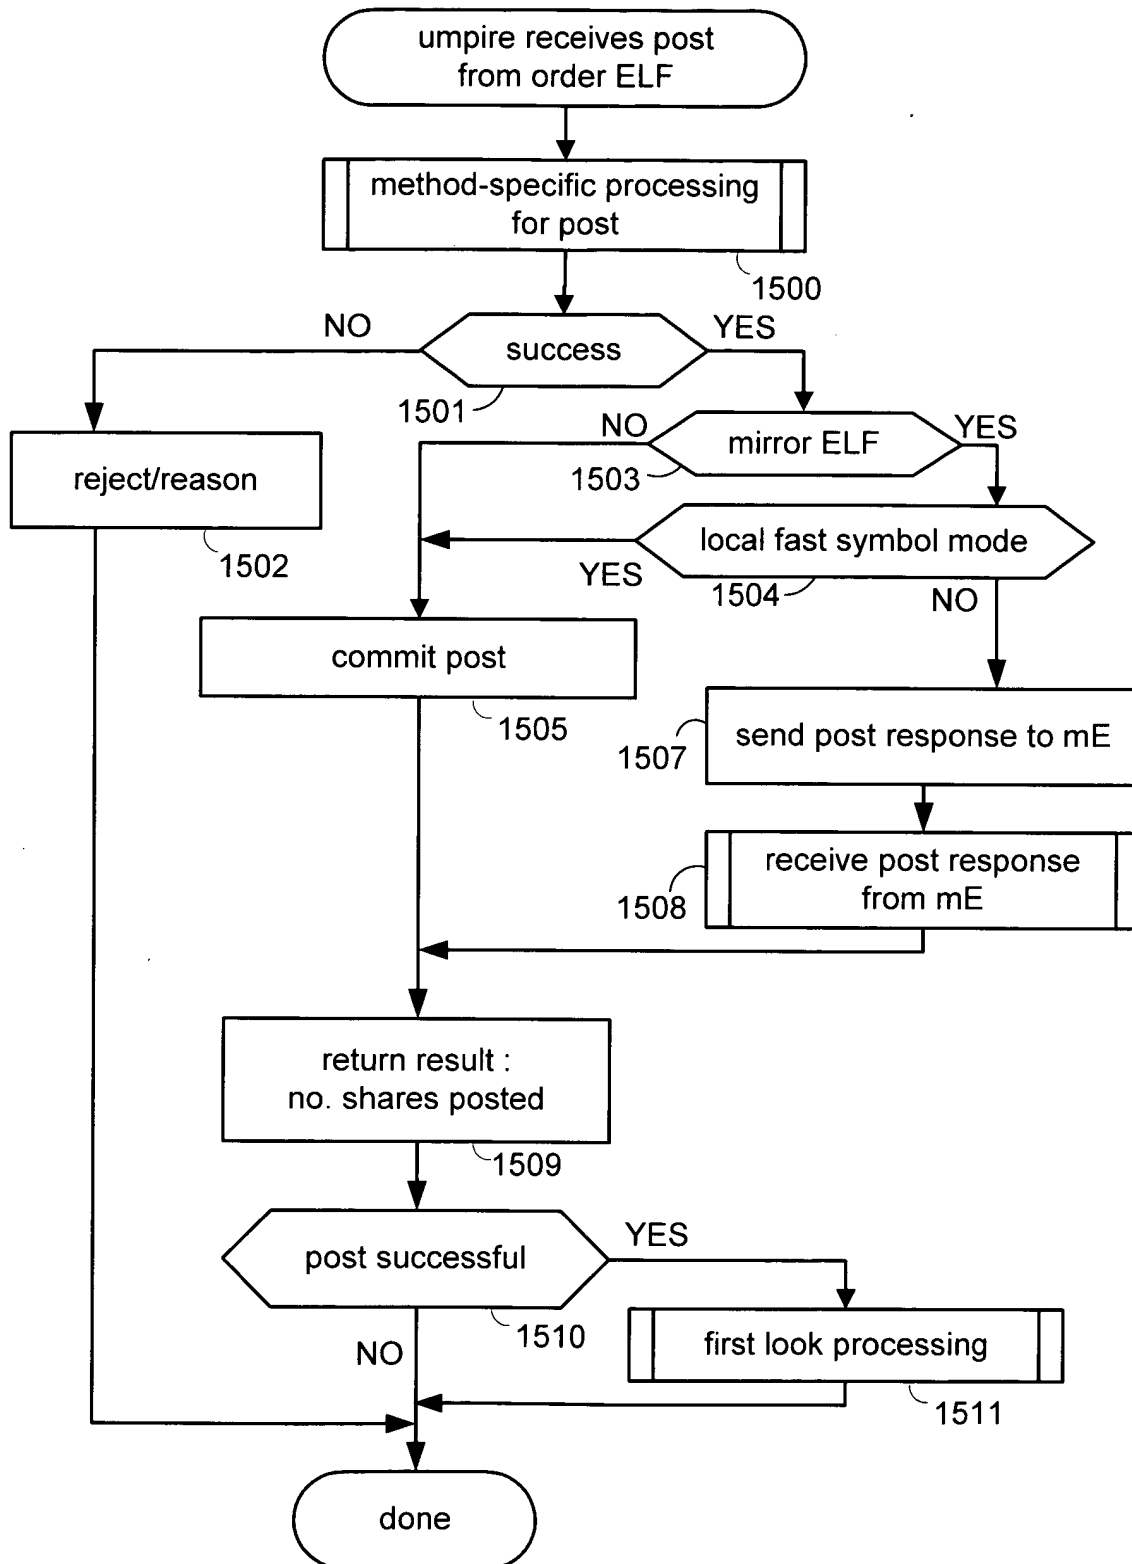 umpire receives post
from order ELF
method-specific processing
for post
1500
NO
YES
success
1501
NO
YES
mirror ELF
1503
reject/reason
1502
local fast symbol mode
YES
1504
NO
commit post
1505
send post response to mE
1507
receive post response
from mE
1508
return result :
no. shares posted
1509
YES
post successful
1510
NO
first look processing
1511
done